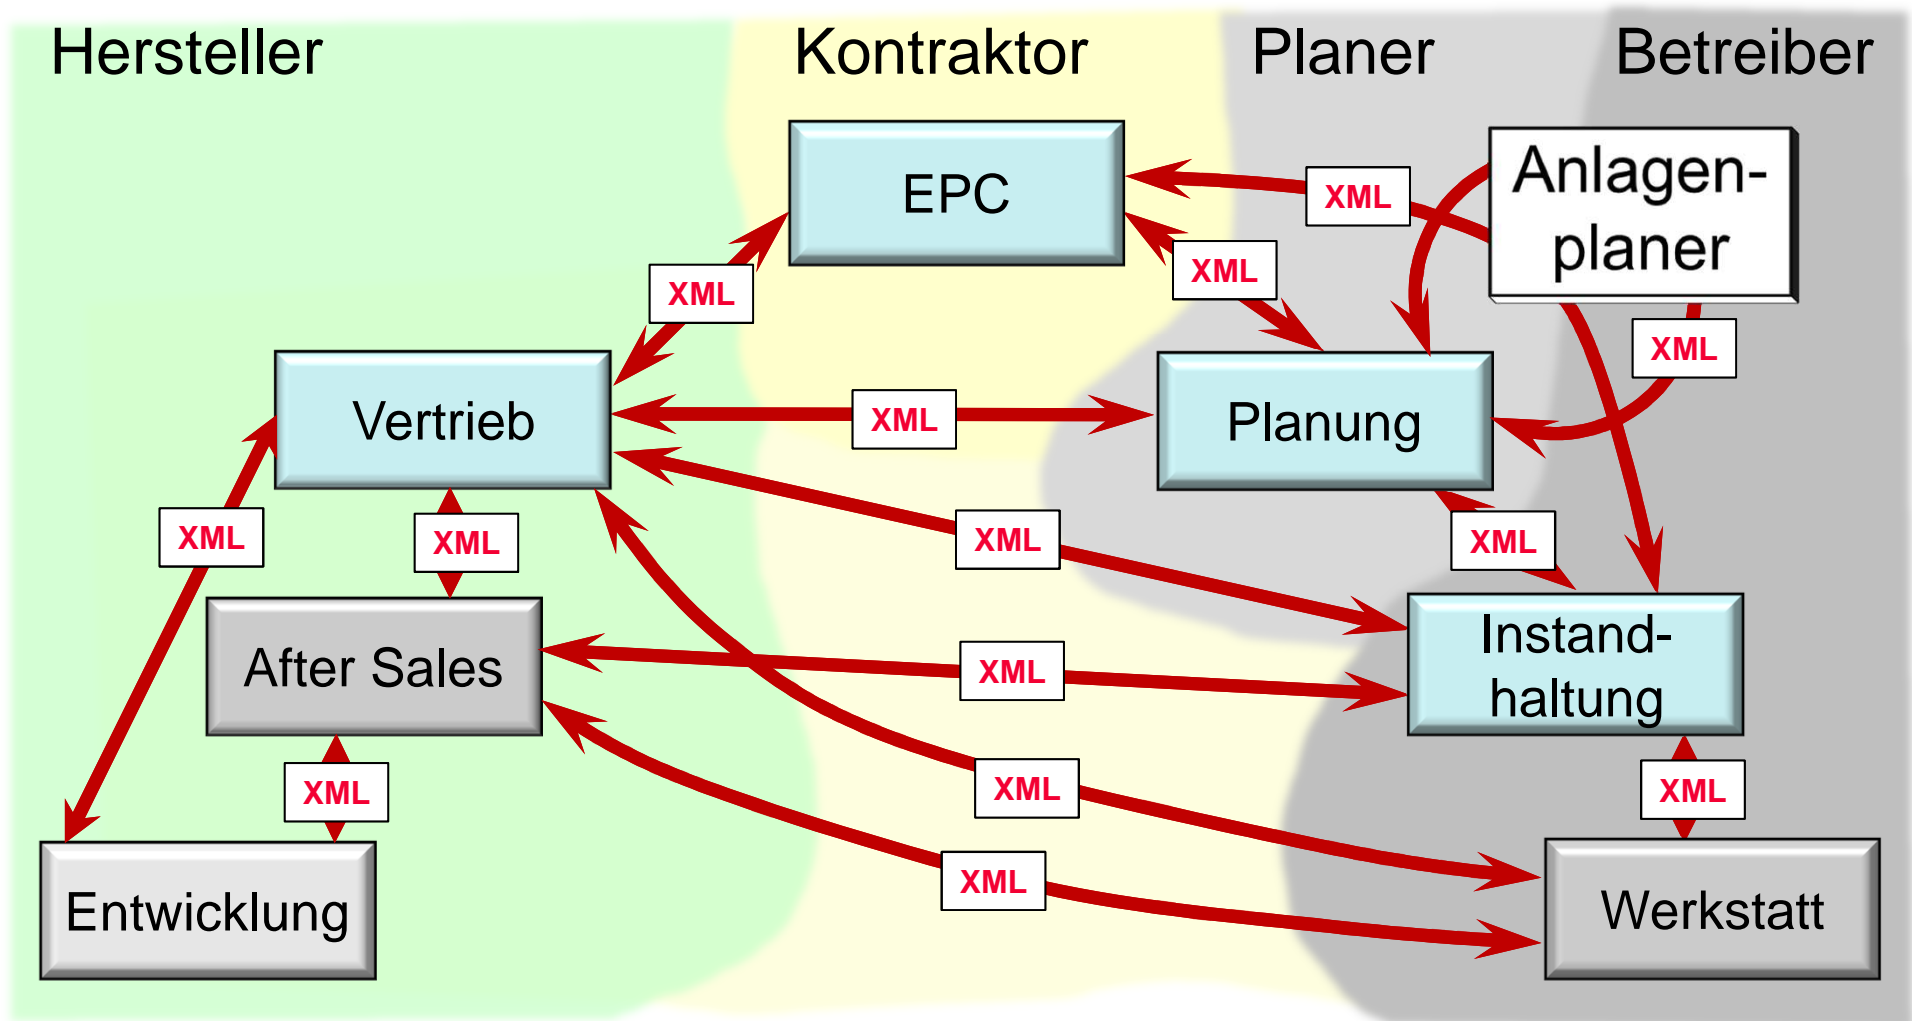 Hersteller
Kontraktor
Planer
Betreiber
EPC
XML
Anlagen-
planer
XML
XML
XML
Vertrieb
XML
Planung
XML
XML
XML
XML
Instand-
haltung
After Sales
XML
XML
XML
XML
XML
Entwicklung
Werkstatt